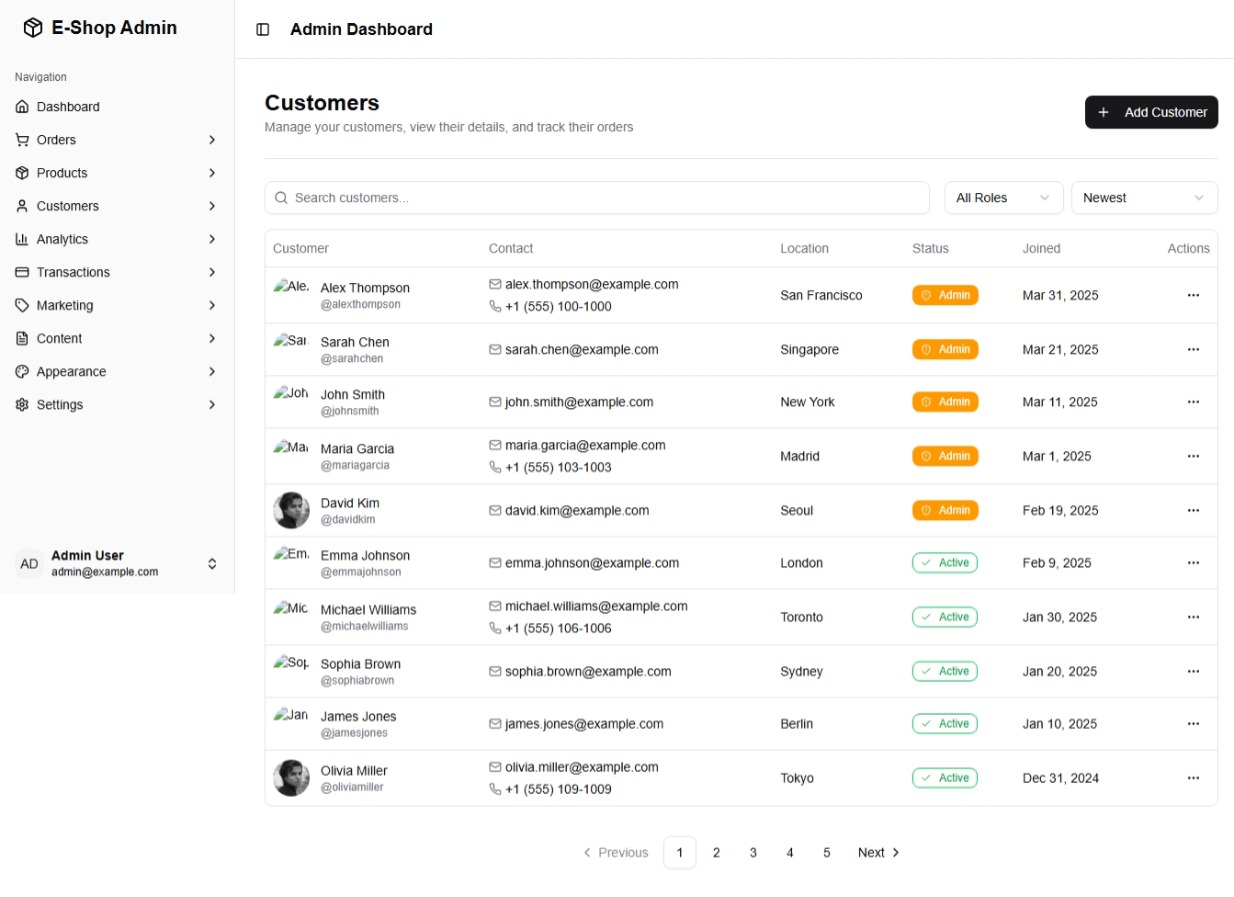 E-Shop Admin
Admin Dashboard
Navigation
Dashboard
Orders
Products
Customers
Analytics
Transactions
Marketing
Content
Appearance
Settings
AD
Admin User
admin@example.com
Customers
Manage your customers, view their details, and track their orders
Add Customer
Search customers...
All Roles
Newest
Customer Contact Location Status Joined Actions
Ale.
Alex Thompson
@alexthompson
alex.thompson@example.com
+1 (555) 100-1000
San Francisco
Admin
Mar 31, 2025
Sar
Sarah Chen
@sarahchen
sarah.chen@example.com
Singapore
Admin
Mar 21, 2025
Joh
John Smith
@johnsmith
john.smith@example.com
New York
Admin
Mar 11, 2025
Mar
Maria Garcia
@mariagarcia
maria.garcia@example.com
+1 (555) 103-1003
Madrid
Admin
Mar 1, 2025
David Kim
@davidkim
david.kim@example.com
Seoul
Admin
Feb 19, 2025
Em.
Emma Johnson
@emmajohnson
emma.johnson@example.com
London
Active
Feb 9, 2025
Mic
Michael Williams
@michaelwilliams
michael.williams@example.com
+1 (555) 106-1006
Toronto
Active
Jan 30, 2025
Sop
Sophia Brown
@sophiabrown
sophia.brown@example.com
Sydney
Active
Jan 20, 2025
Jan
James Jones
@jamesjones
james.jones@example.com
Berlin
Active
Jan 10, 2025
Olivia Miller
@oliviamiller
olivia.miller@example.com
+1 (555) 109-1009
Tokyo
Active
Dec 31, 2024
Previous 1 2 3 4 5 Next